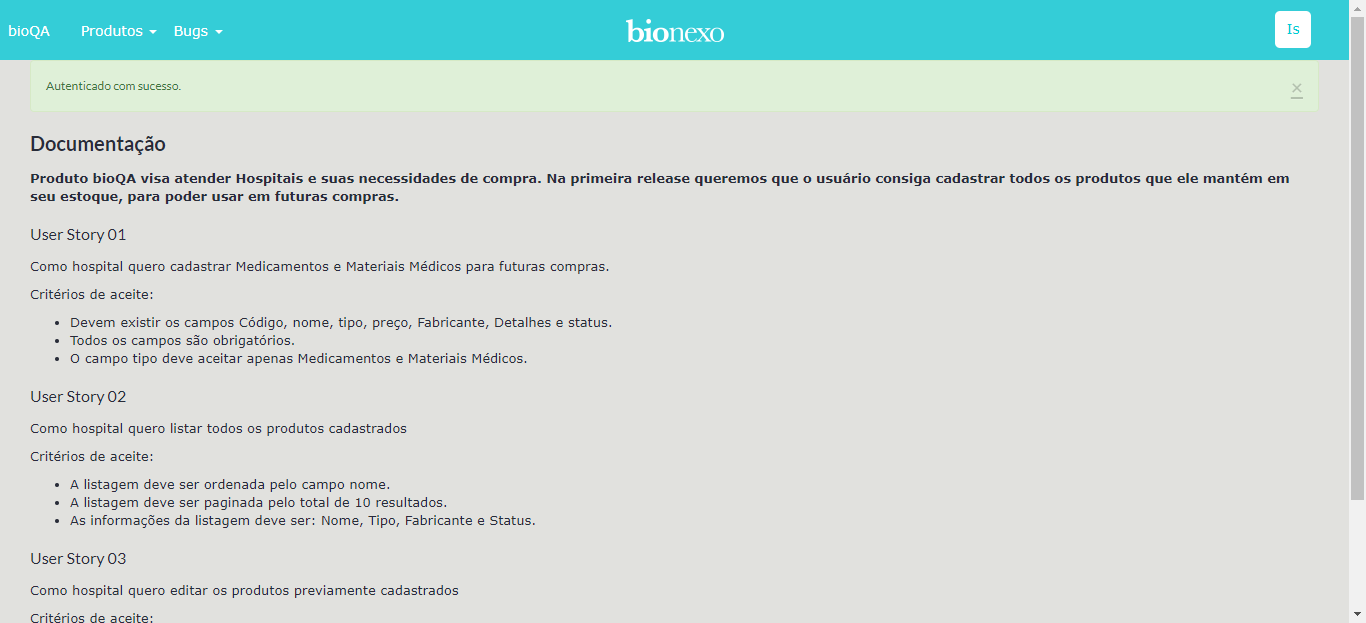 bioQA Produtos Bugs bionexo Is
Autenticado com sucesso. ×
Documentação
Produto bioQA visa atender Hospitais e suas necessidades de compra. Na primeira release queremos que o usuário consiga cadastrar todos os produtos que ele mantém em
seu estoque, para poder usar em futuras compras.
User Story 01
Como hospital quero cadastrar Medicamentos e Materiais Médicos para futuras compras.
Critérios de aceite:
• Devem existir os campos Código, nome, tipo, preço, Fabricante, Detalhes e status.
• Todos os campos são obrigatórios.
• O campo tipo deve aceitar apenas Medicamentos e Materiais Médicos.
User Story 02
Como hospital quero listar todos os produtos cadastrados
Critérios de aceite:
• A listagem deve ser ordenada pelo campo nome.
• A listagem deve ser paginada pelo total de 10 resultados.
• As informações da listagem deve ser: Nome, Tipo, Fabricante e Status.
User Story 03
Como hospital quero editar os produtos previamente cadastrados
Critérios de aceite: